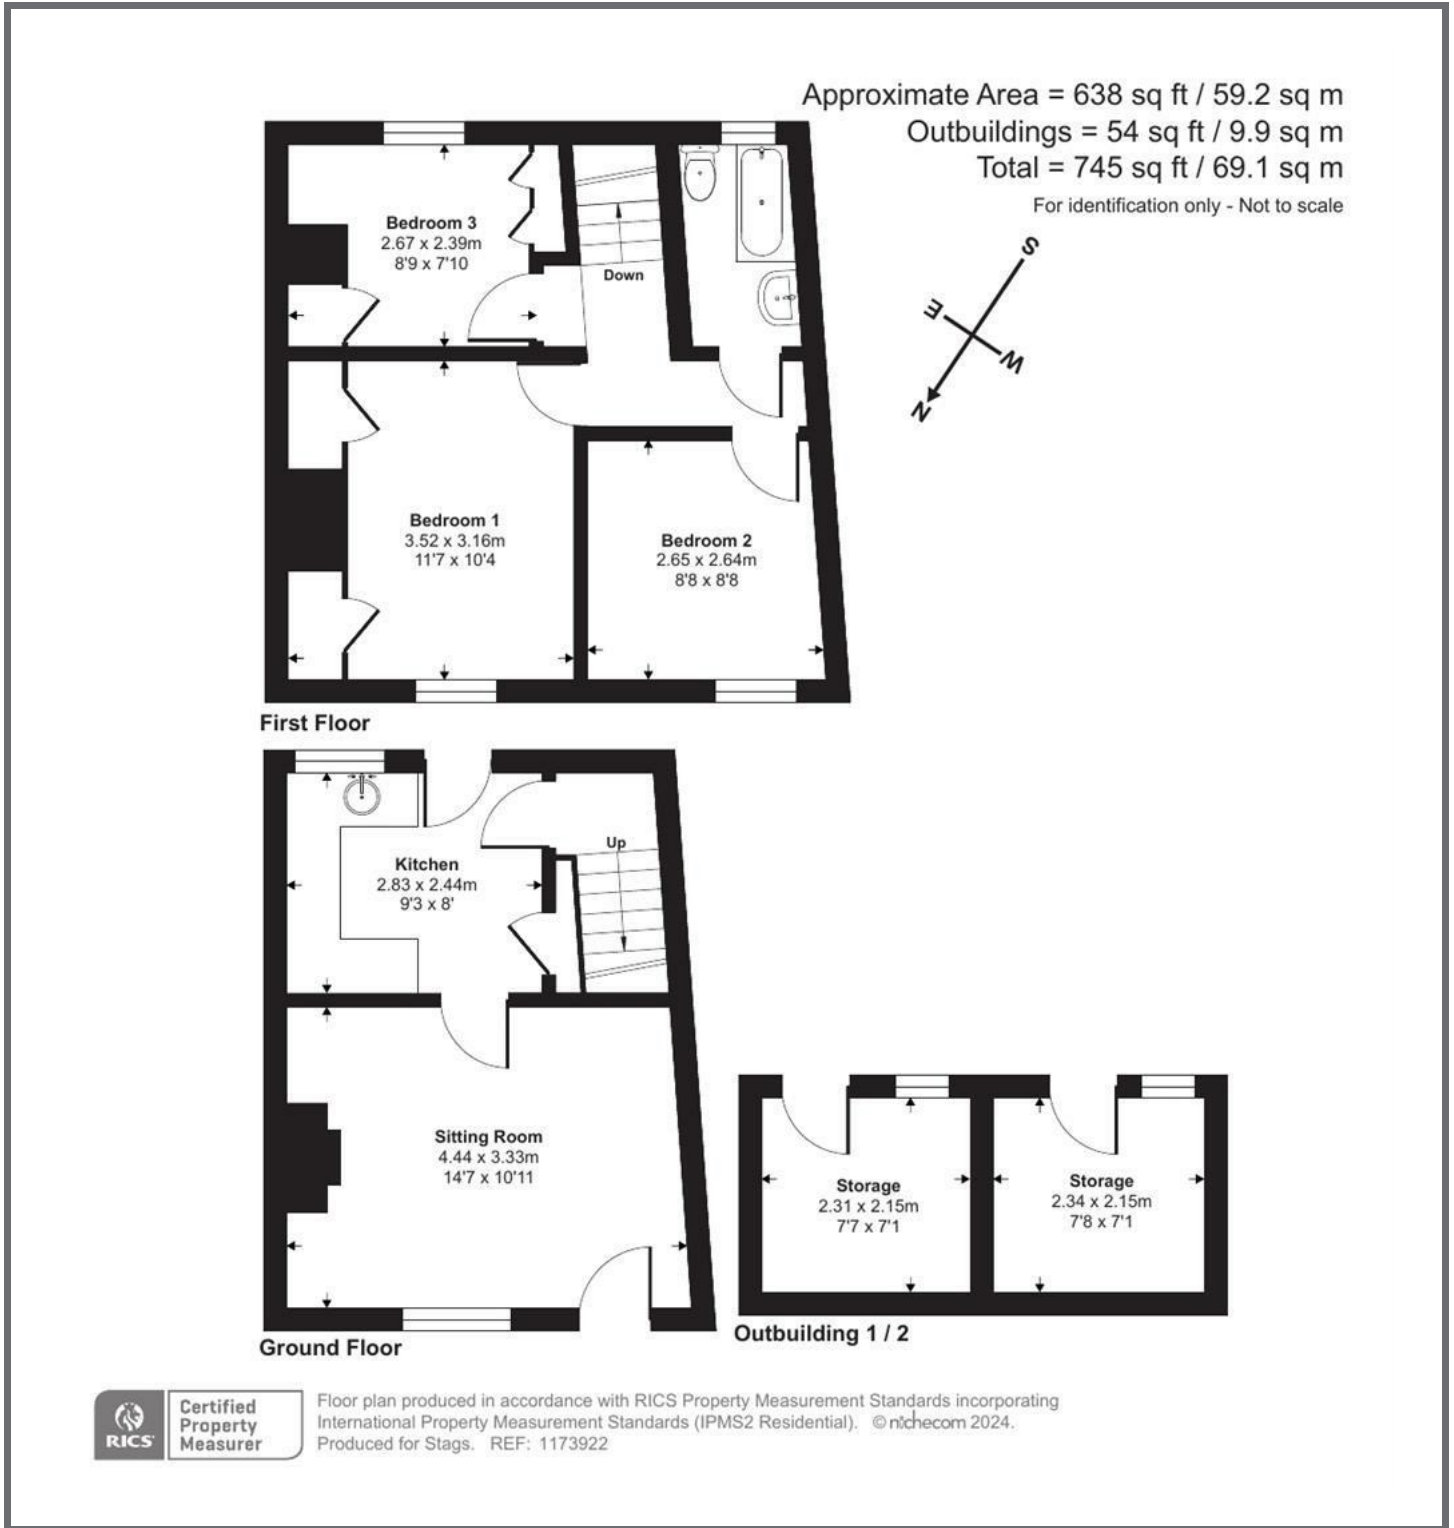 Approximate Area = 638 sq ft / 59.2 sq m
Outbuildings = 54 sq ft / 9.9 sq m
Total = 745 sq ft / 69.1 sq m
For identification only - Not to scale
S
E
W
N
Bedroom 3
2.67 x 2.39m
8'9 x 7'10
Down
Bedroom 1
3.52 x 3.16m
11'7 x 10'4
Bedroom 2
2.65 x 2.64m
8'8 x 8'8
First Floor
Kitchen
2.83 x 2.44m
9'3 x 8'
Up
Sitting Room
4.44 x 3.33m
14'7 x 10'11
Ground Floor
Storage
2.31 x 2.15m
7'7 x 7'1
Storage
2.34 x 2.15m
7'8 x 7'1
Outbuilding 1 / 2
RICS
Certified
Property
Measurer
Floor plan produced in accordance with RICS Property Measurement Standards incorporating
International Property Measurement Standards (IPMS2 Residential). © nichecom 2024.
Produced for Stags. REF: 1173922